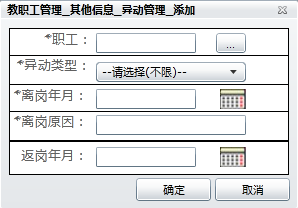 教职工管理_其他信息_异动管理_添加
*职工：
...
*异动类型：
--请选择(不限)--
*离岗年月：
*离岗原因：
返岗年月：
确定
取消